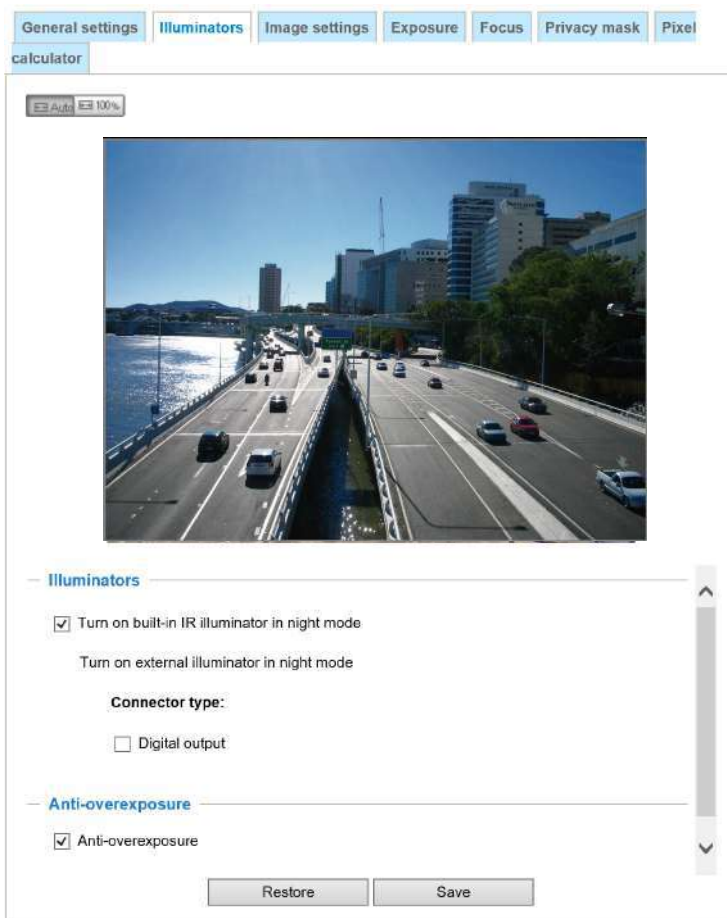 General settings Illuminators Image settings Exposure Focus Privacy mask Pixel
calculator
Auto 100%
Illuminators
Turn on built-in IR illuminator in night mode
Turn on external illuminator in night mode
Connector type:
Digital output
Anti-overexposure
Anti-overexposure
Restore Save